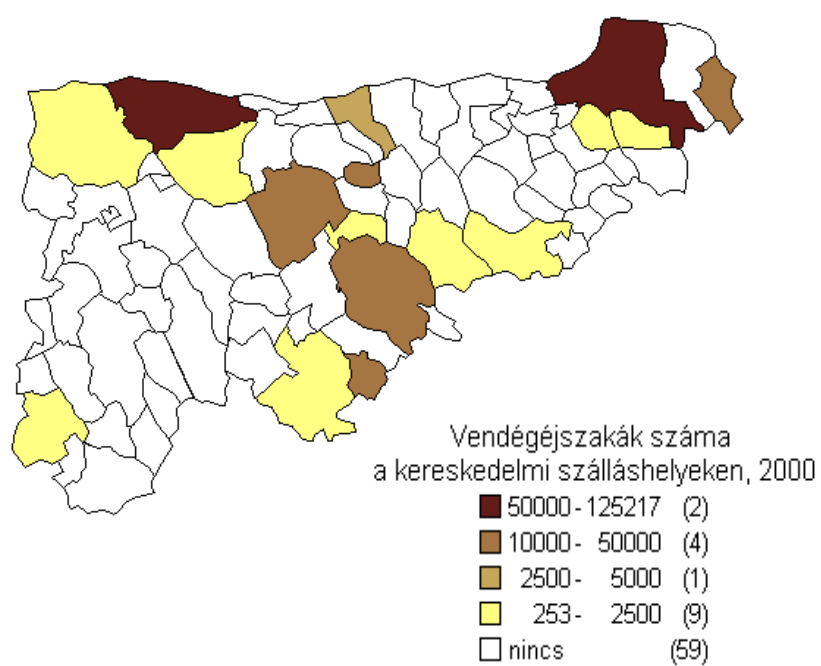 Vendégéjszakák száma
a kereskedelmi szálláshelyeken, 2000
50000 - 125217 (2)
10000 - 50000 (4)
2500 - 5000 (1)
253 - 2500 (9)
nincs (59)